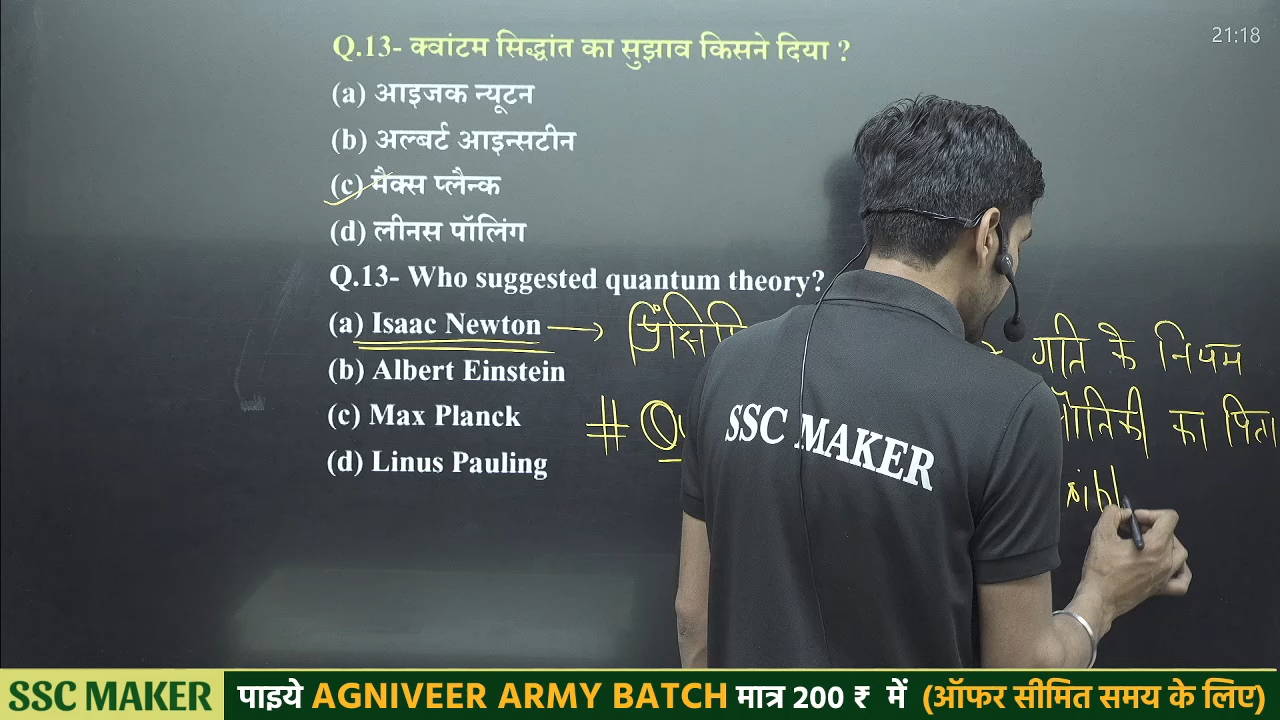 21:18
Q.13- क्वांटम सिद्धांत का सुझाव किसने दिया ?
(a) आइजक न्यूटन
(b) अल्बर्ट आइन्सटीन
(c) मैक्स प्लैन्क
(d) लीनस पॉलिंग
Q.13- Who suggested quantum theory?
(a) Isaac Newton → गति के नियम
(b) Albert Einstein
(c) Max Planck # का पिता
(d) Linus Pauling
SSC MAKER
SSC MAKER पाइये AGNIVEER ARMY BATCH मात्र 200 ₹ में (ऑफर सीमित समय के लिए)